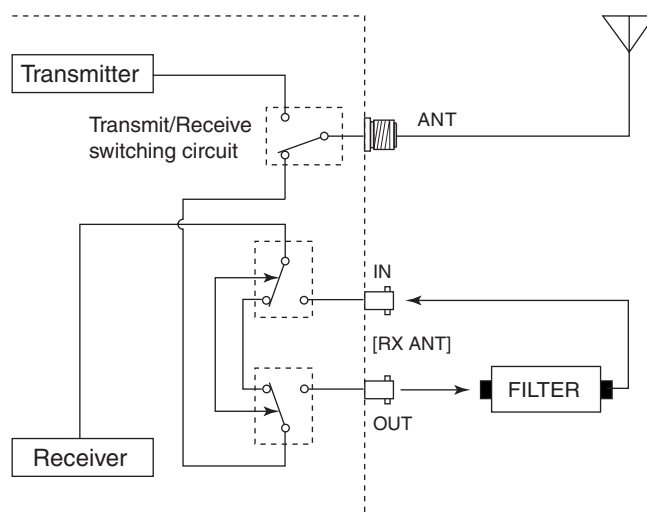 Transmitter
Transmit/Receive
switching circuit
ANT
IN
[RX ANT]
FILTER
OUT
Receiver